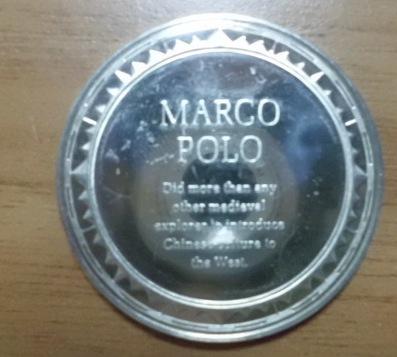 MARCO
POLO
Did more than any
other medieval
explorer to introduce
Chinese culture to
the West.